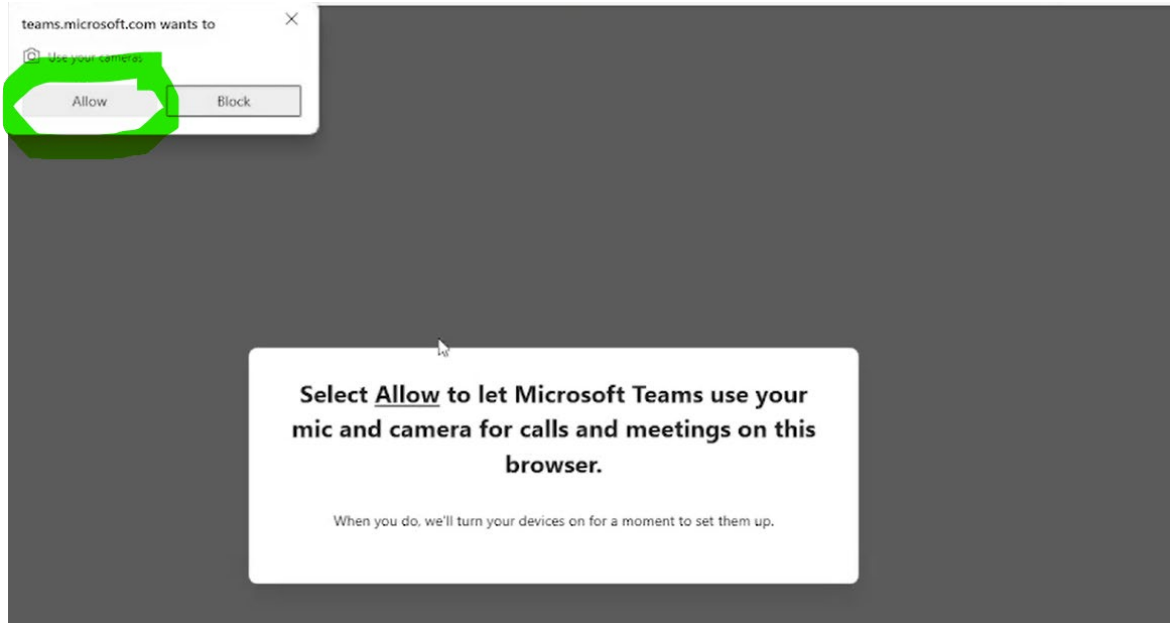 teams.microsoft.com wants to
Use your cameras
Allow
Block
Select Allow to let Microsoft Teams use your
mic and camera for calls and meetings on this
browser.
When you do, we'll turn your devices on for a moment to set them up.